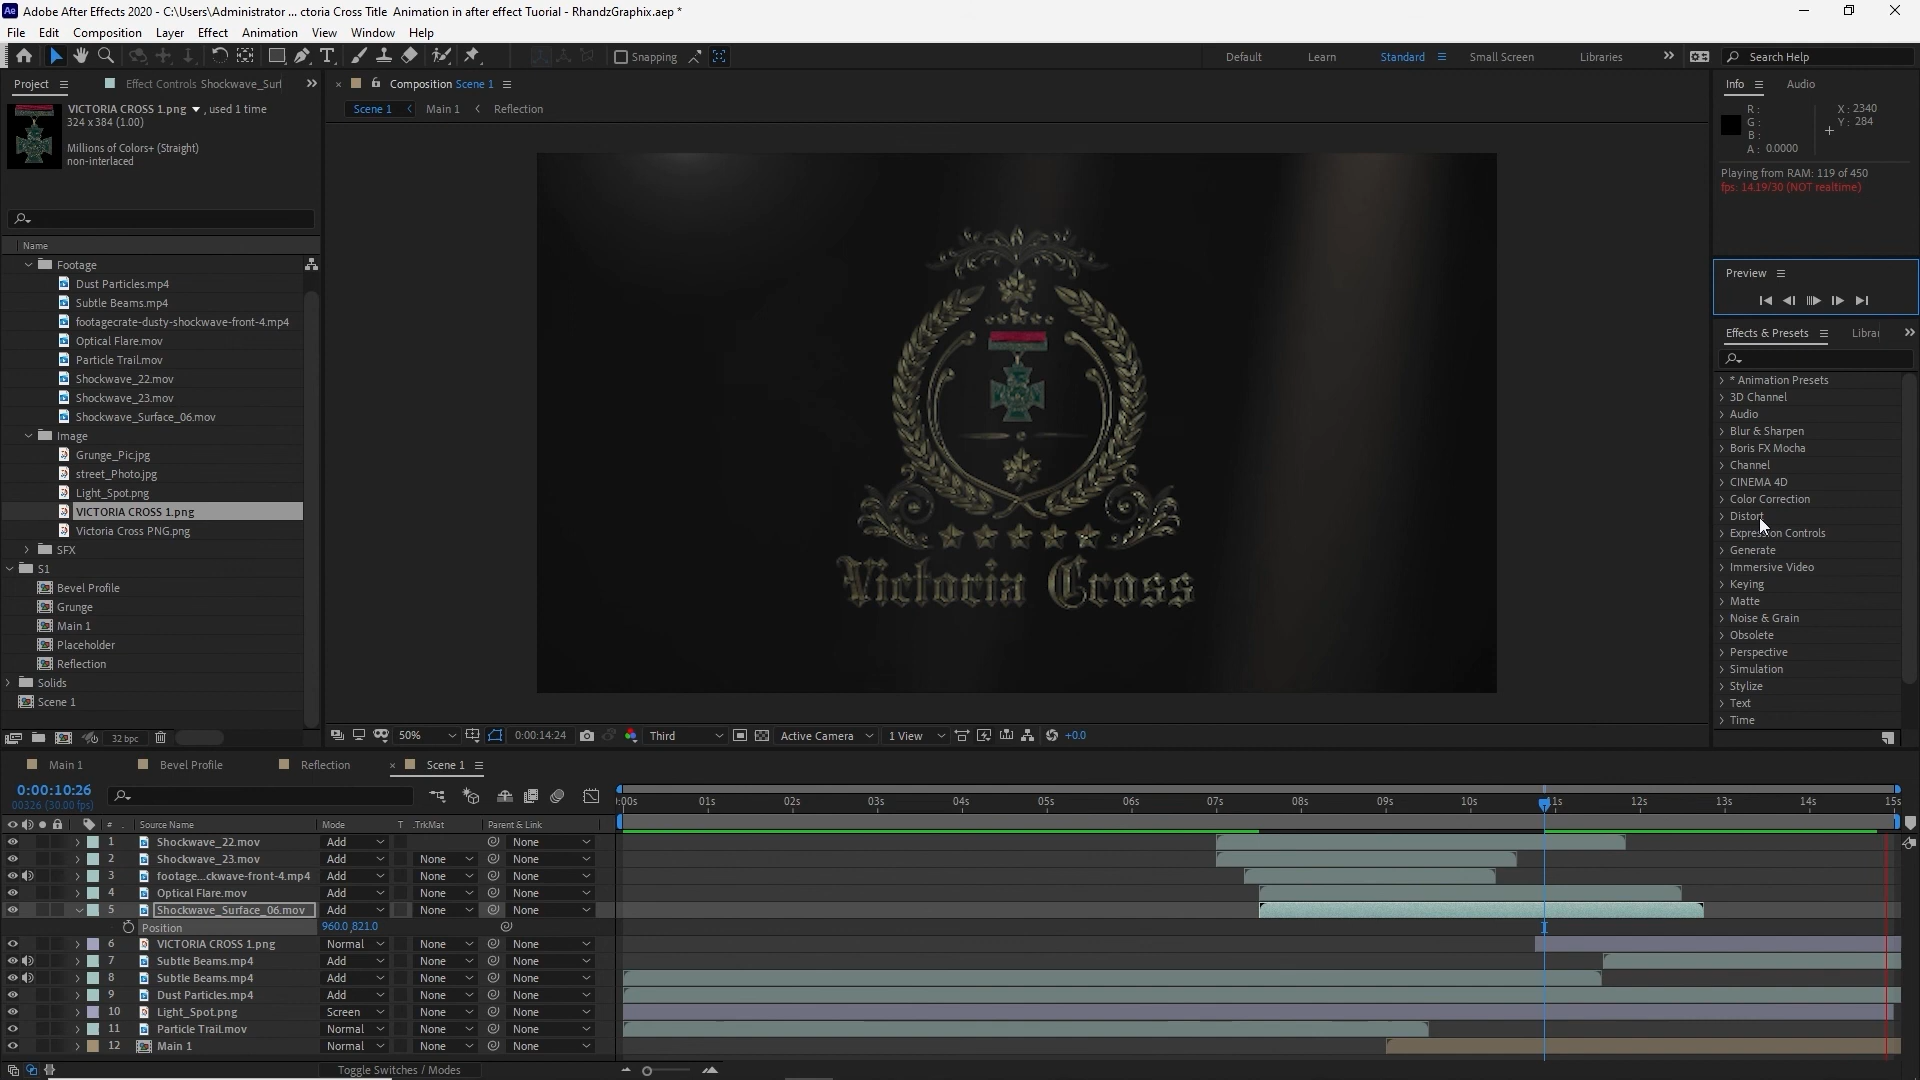 Ae Adobe After Effects 2020 - C:\Users\Administrator ... ctoria Cross Title  Animation in after effect Tuorial - RhandzGraphix.aep *
File Edit Composition Layer Effect Animation View Window Help
Snapping
Default Learn Standard Small Screen Libraries Search Help
Project Effect Controls Shockwave_Surf
Composition Scene 1
Info Audio
VICTORIA CROSS 1.png , used 1 time
324 x 384 (1.00)
Millions of Colors+ (Straight)
non-interlaced
Scene 1 Main 1 Reflection
R : X : 2340
G : Y : 284
B :
A : 0.0000
Playing from RAM: 119 of 450
fps: 14.19/30 (NOT realtime)
Preview
Name
Footage
Dust Particles.mp4
Subtle Beams.mp4
footagecrate-dusty-shockwave-front-4.mp4
Optical Flare.mov
Particle Trail.mov
Shockwave_22.mov
Shockwave_23.mov
Shockwave_Surface_06.mov
Image
Grunge_Pic.jpg
street_Photo.jpg
Light_Spot.png
VICTORIA CROSS 1.png
Victoria Cross PNG.png
SFX
S1
Bevel Profile
Grunge
Main 1
Placeholder
Reflection
Solids
Scene 1
32 bpc
Victoria Cross
50% 0:00:14:24 Third Active Camera 1 View +0.0
Effects & Presets Librar
* Animation Presets
3D Channel
Audio
Blur & Sharpen
Boris FX Mocha
Channel
CINEMA 4D
Color Correction
Distort
Expression Controls
Generate
Immersive Video
Keying
Matte
Noise & Grain
Obsolete
Perspective
Simulation
Stylize
Text
Time
Main 1 Bevel Profile Reflection Scene 1
0:00:10:26
00326 (30.00 fps)
:00s 01s 02s 03s 04s 05s 06s 07s 08s 09s 10s 11s 12s 13s 14s 15s
# Source Name Mode T .TrkMat Parent & Link
1 Shockwave_22.mov Add None
2 Shockwave_23.mov Add None None
3 footage...ckwave-front-4.mp4 Add None None
4 Optical Flare.mov Add None None
5 Shockwave_Surface_06.mov Add None None
Position 960.0,821.0
6 VICTORIA CROSS 1.png Normal None None
7 Subtle Beams.mp4 Add None None
8 Subtle Beams.mp4 Add None None
9 Dust Particles.mp4 Add None None
10 Light_Spot.png Screen None None
11 Particle Trail.mov Normal None None
12 Main 1 Normal None None
Toggle Switches / Modes